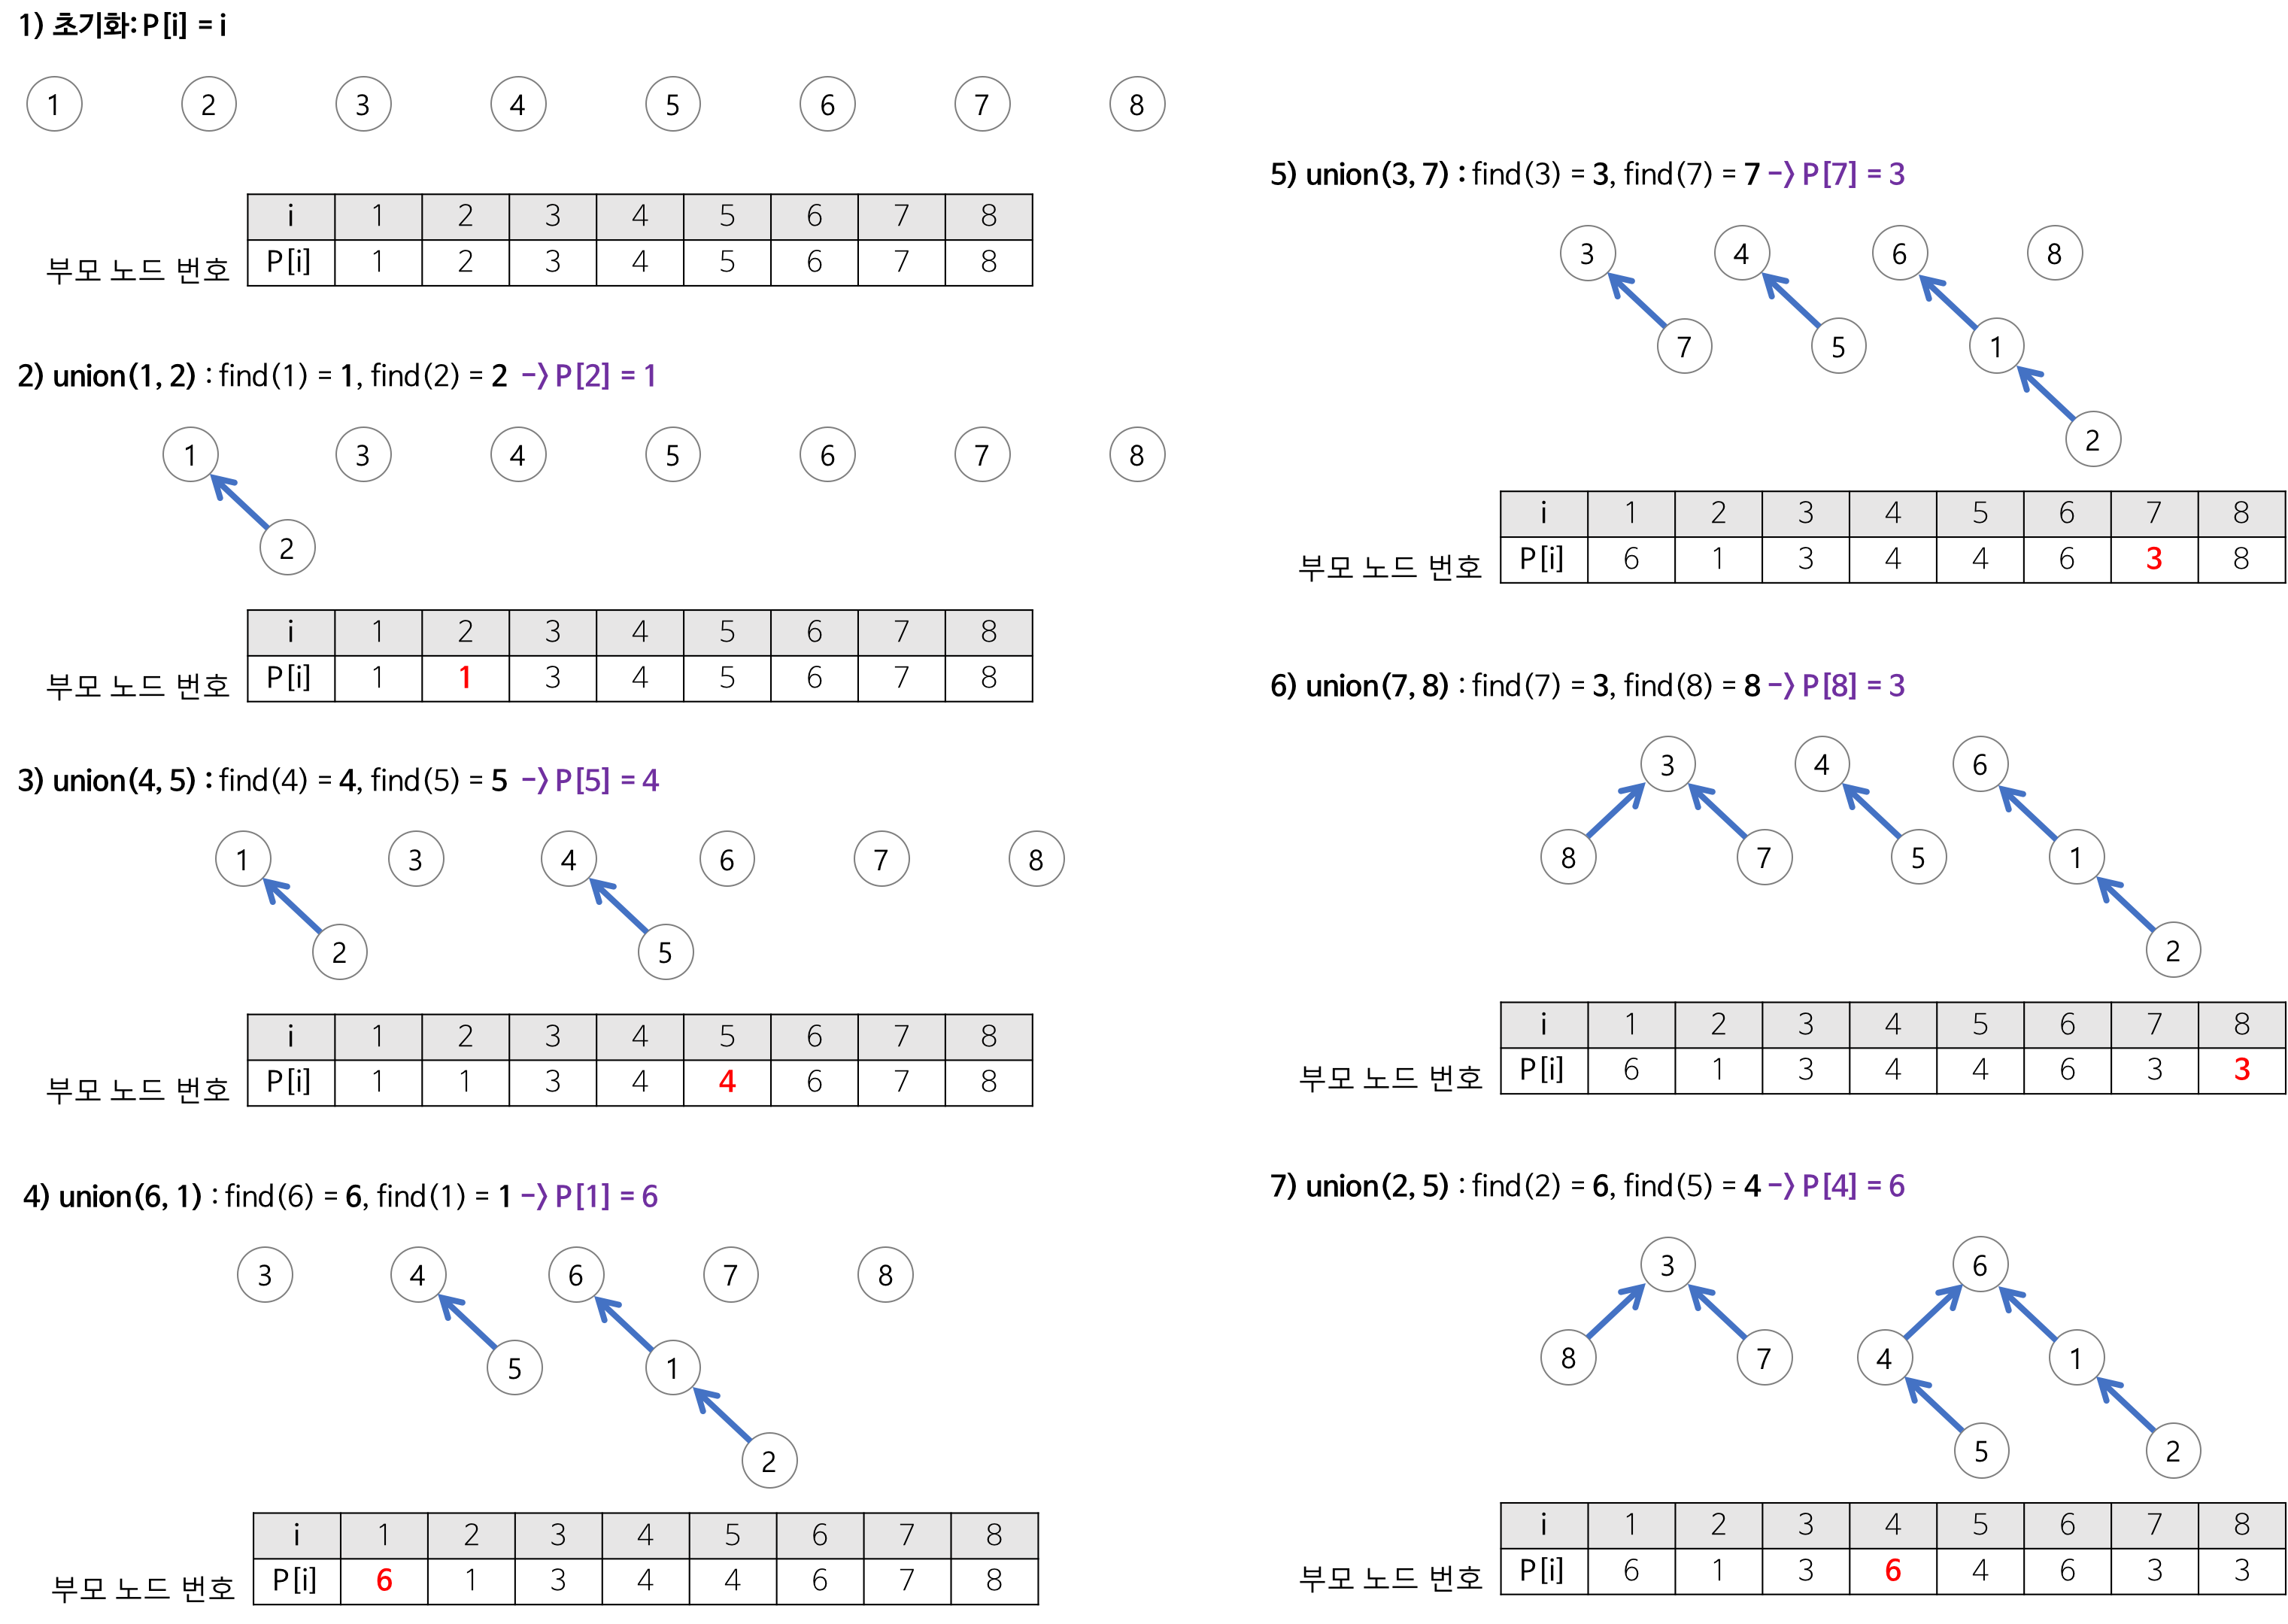 1) 초기화: P[i] = i
1 2 3 4 5 6 7 8
i 1 2 3 4 5 6 7 8
부모 노드 번호 P[i] 1 2 3 4 5 6 7 8
2) union(1, 2) : find(1) = 1, find(2) = 2 -> P[2] = 1
1 3 4 5 6 7 8
2
i 1 2 3 4 5 6 7 8
부모 노드 번호 P[i] 1 1 3 4 5 6 7 8
3) union(4, 5) : find(4) = 4, find(5) = 5 -> P[5] = 4
1 3 4 6 7 8
2 5
i 1 2 3 4 5 6 7 8
부모 노드 번호 P[i] 1 1 3 4 4 6 7 8
4) union(6, 1) : find(6) = 6, find(1) = 1 -> P[1] = 6
3 4 6 7 8
5 1
2
i 1 2 3 4 5 6 7 8
부모 노드 번호 P[i] 6 1 3 4 4 6 7 8
5) union(3, 7) : find(3) = 3, find(7) = 7 -> P[7] = 3
3 4 6 8
7 5 1
2
i 1 2 3 4 5 6 7 8
부모 노드 번호 P[i] 6 1 3 4 4 6 3 8
6) union(7, 8) : find(7) = 3, find(8) = 8 -> P[8] = 3
3 4 6
8 7 5 1
2
i 1 2 3 4 5 6 7 8
부모 노드 번호 P[i] 6 1 3 4 4 6 3 3
7) union(2, 5) : find(2) = 6, find(5) = 4 -> P[4] = 6
3 6
8 7 4 1
5 2
i 1 2 3 4 5 6 7 8
부모 노드 번호 P[i] 6 1 3 6 4 6 3 3